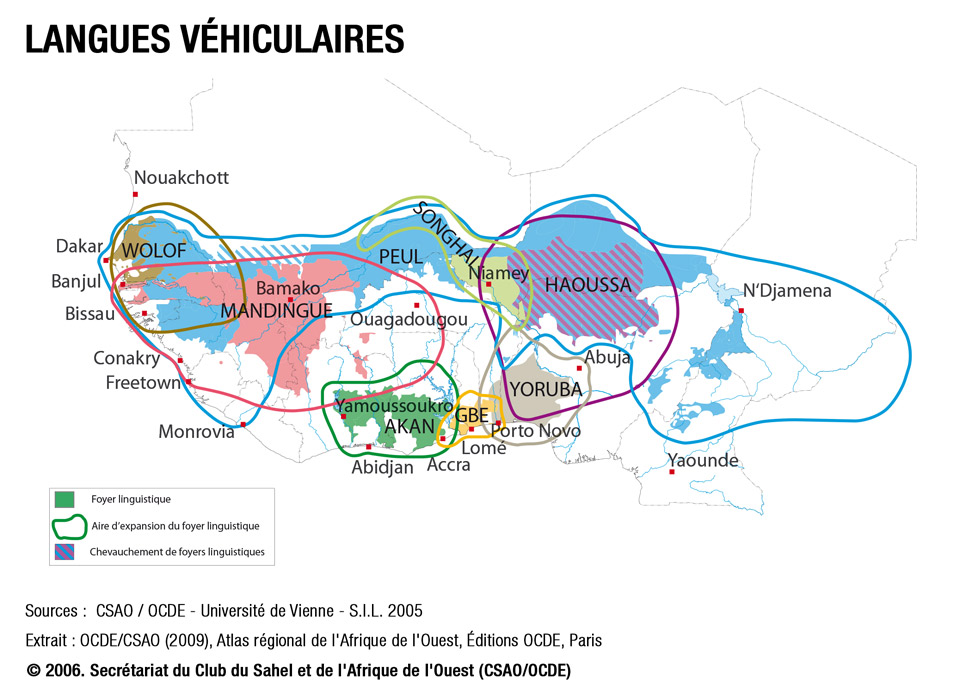 LANGUES VÉHICULAIRES
Nouakchott
SONGHAI
Dakar
WOLOF
PEUL
Niamey
Banjul
Bamako
HAOUSSA
N'Djamena
Bissau
MANDINGUE
Ouagadougou
Conakry
Abuja
Freetown
YORUBA
Yamoussoukro
GBE
Monrovia
AKAN
Porto Novo
Lomé
Abidjan
Accra
Yaounde
Foyer linguistique
Aire d'expansion du foyer linguistique
Chevauchement de foyers linguistiques
Sources : CSAO / OCDE - Université de Vienne - S.I.L. 2005
Extrait : OCDE/CSAO (2009), Atlas régional de l'Afrique de l'Ouest, Éditions OCDE, Paris
© 2006. Secrétariat du Club du Sahel et de l'Afrique de l'Ouest (CSAO/OCDE)